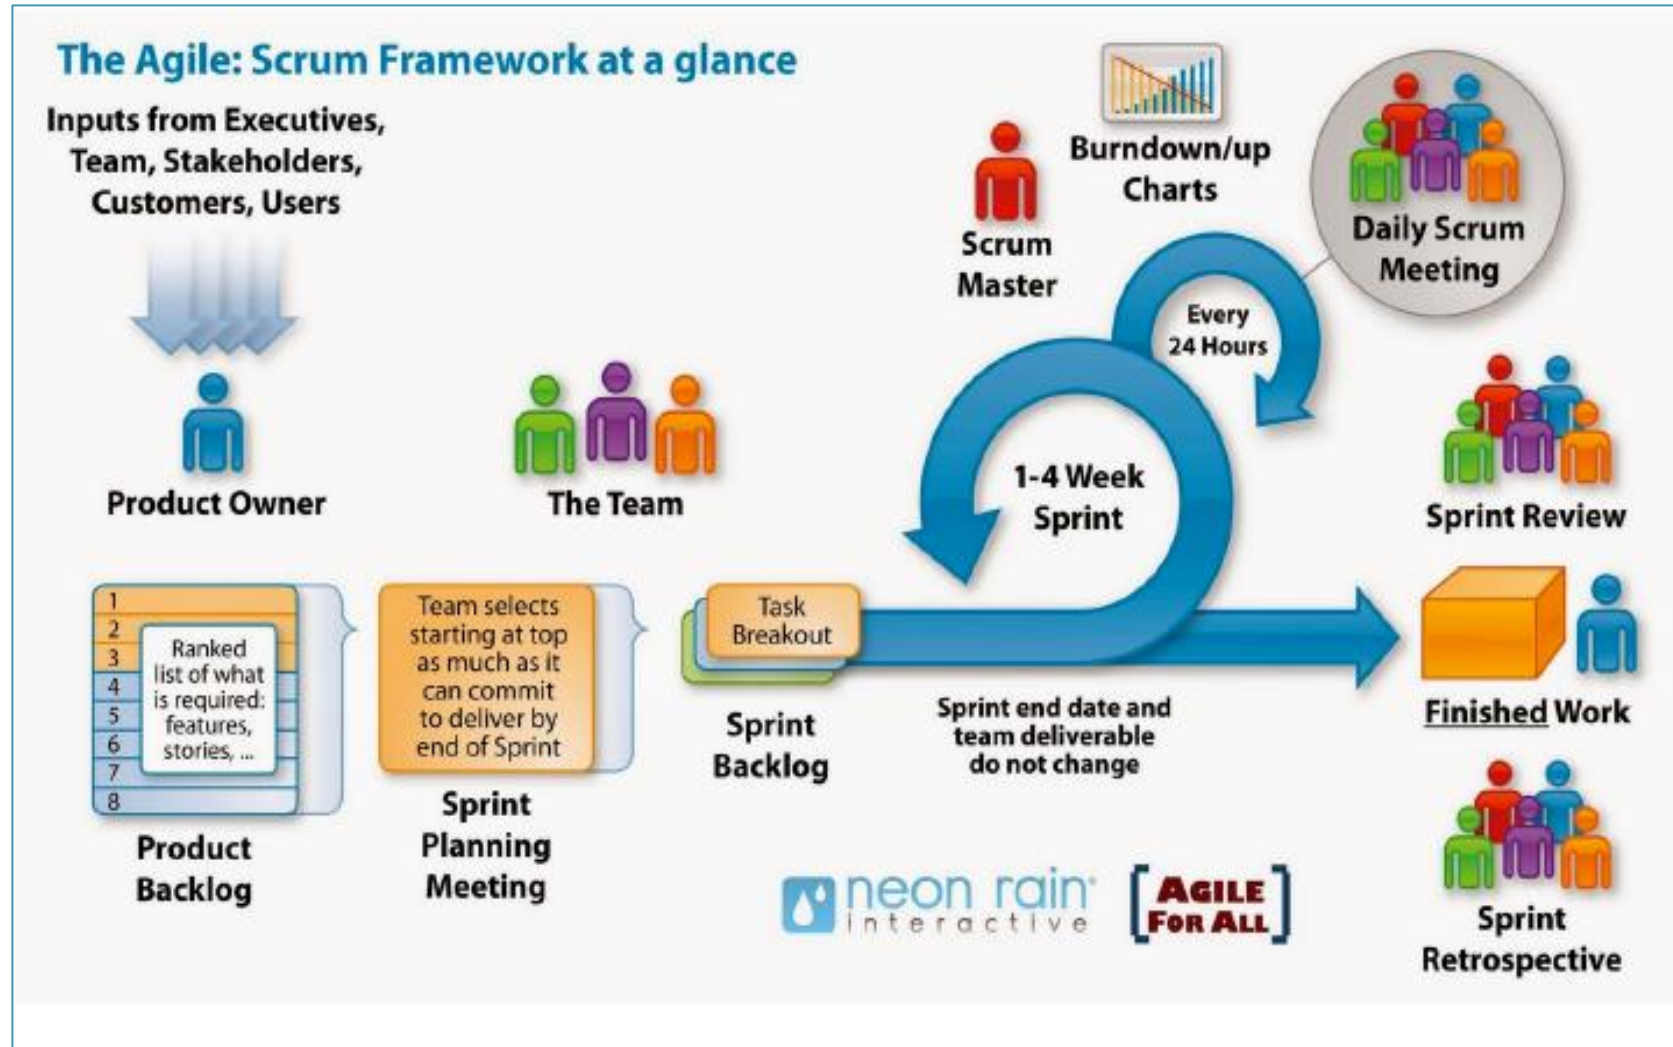 The Agile: Scrum Framework at a glance
Inputs from Executives,
Team, Stakeholders,
Customers, Users
Product Owner
The Team
Scrum
Master
Burndown/up
Charts
Daily Scrum
Meeting
Every
24 Hours
1-4 Week
Sprint
Sprint Review
1
2
3
4
5
6
7
8
Ranked
list of what
is required:
features,
stories, ...
Product
Backlog
Team selects
starting at top
as much as it
can commit
to deliver by
end of Sprint
Sprint
Planning
Meeting
Task
Breakout
Sprint
Backlog
Sprint end date and
team deliverable
do not change
Finished Work
Sprint
Retrospective
neon rain
interactive
AGILE
FOR ALL